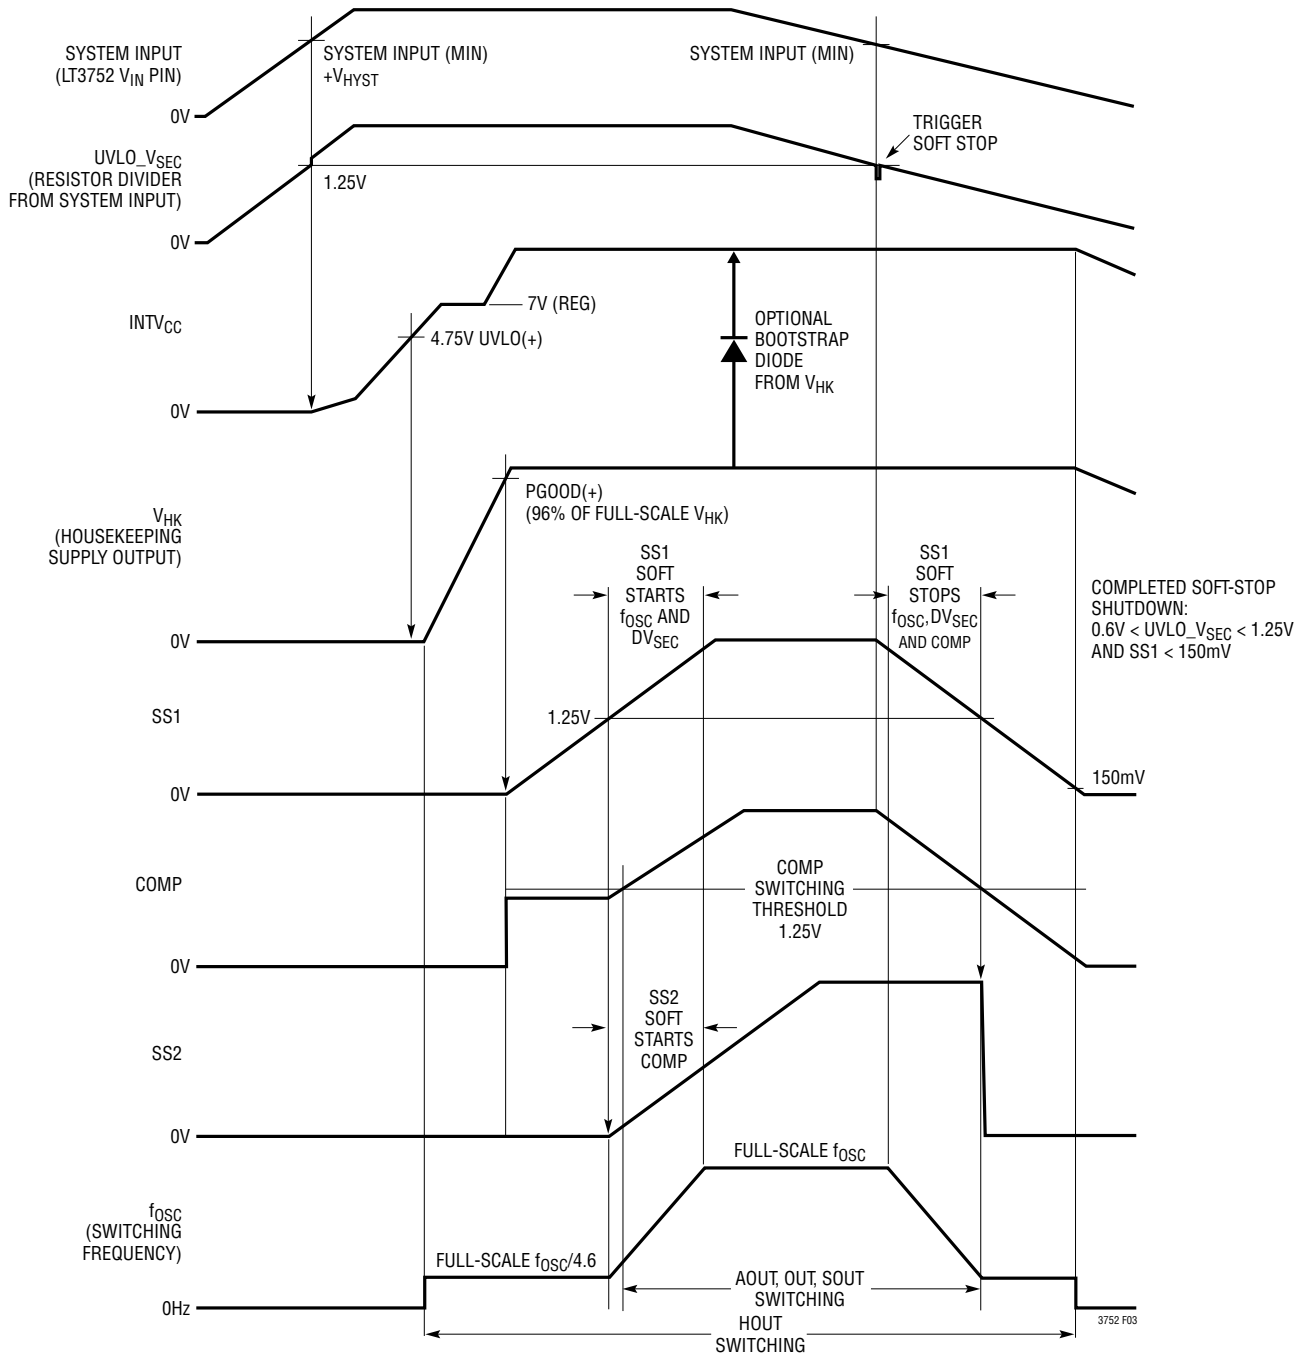 SYSTEM INPUT
(LT3752 VIN PIN)
SYSTEM INPUT (MIN)
+VHYST
SYSTEM INPUT (MIN)
0V
TRIGGER
SOFT STOP
UVLO_VSEC
(RESISTOR DIVIDER
FROM SYSTEM INPUT)
1.25V
0V
7V (REG)
INTVCC
4.75V UVLO(+)
OPTIONAL
BOOTSTRAP
DIODE
FROM VHK
0V
PGOOD(+)
(96% OF FULL-SCALE VHK)
VHK
(HOUSEKEEPING
SUPPLY OUTPUT)
SS1
SOFT
STARTS
fOSC AND
DVSEC
SS1
SOFT
STOPS
fOSC, DVSEC
AND COMP
COMPLETED SOFT-STOP
SHUTDOWN:
0.6V < UVLO_VSEC < 1.25V
AND SS1 < 150mV
0V
SS1
1.25V
150mV
0V
COMP
COMP
SWITCHING
THRESHOLD
1.25V
0V
SS2
SOFT
STARTS
COMP
SS2
0V
FULL-SCALE fOSC
fOSC
(SWITCHING
FREQUENCY)
FULL-SCALE fOSC/4.6
AOUT, OUT, SOUT
SWITCHING
0Hz
HOUT
SWITCHING
3752 F03